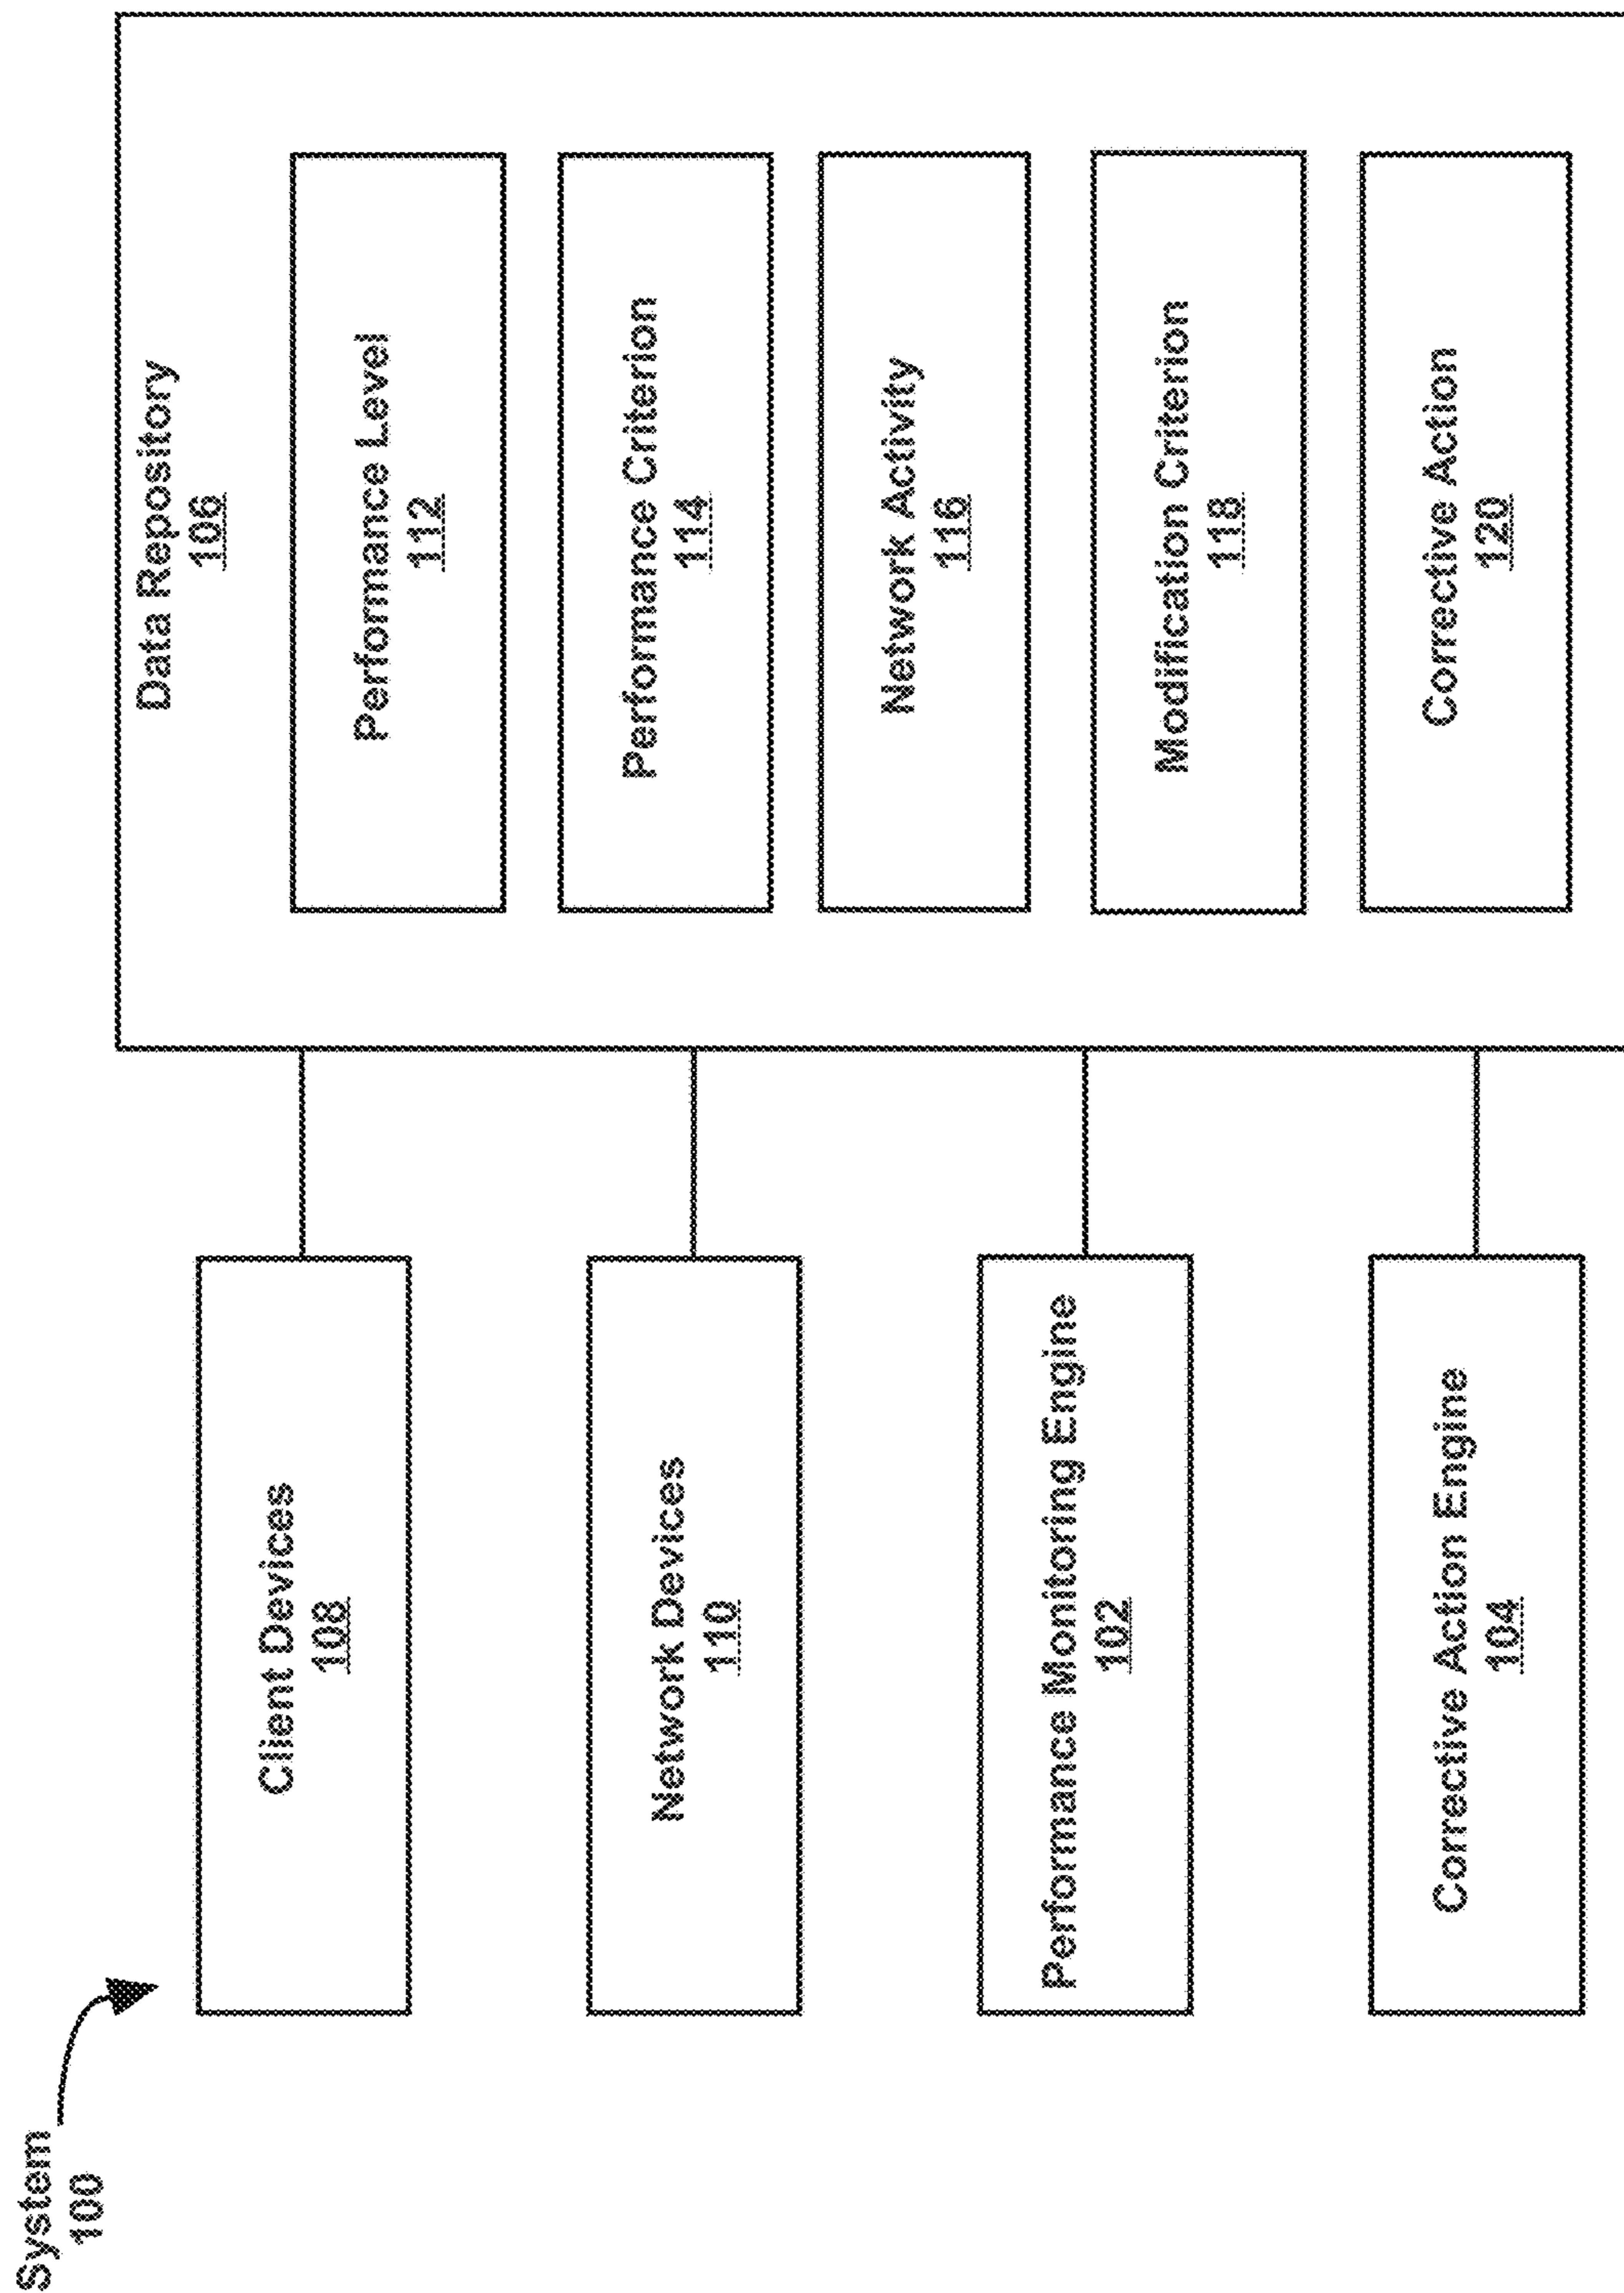 System
100
Client Devices
108
Network Devices
110
Performance Monitoring Engine
102
Corrective Action Engine
104
Data Repository
106
Performance Level
112
Performance Criterion
114
Network Activity
116
Modification Criterion
118
Corrective Action
120